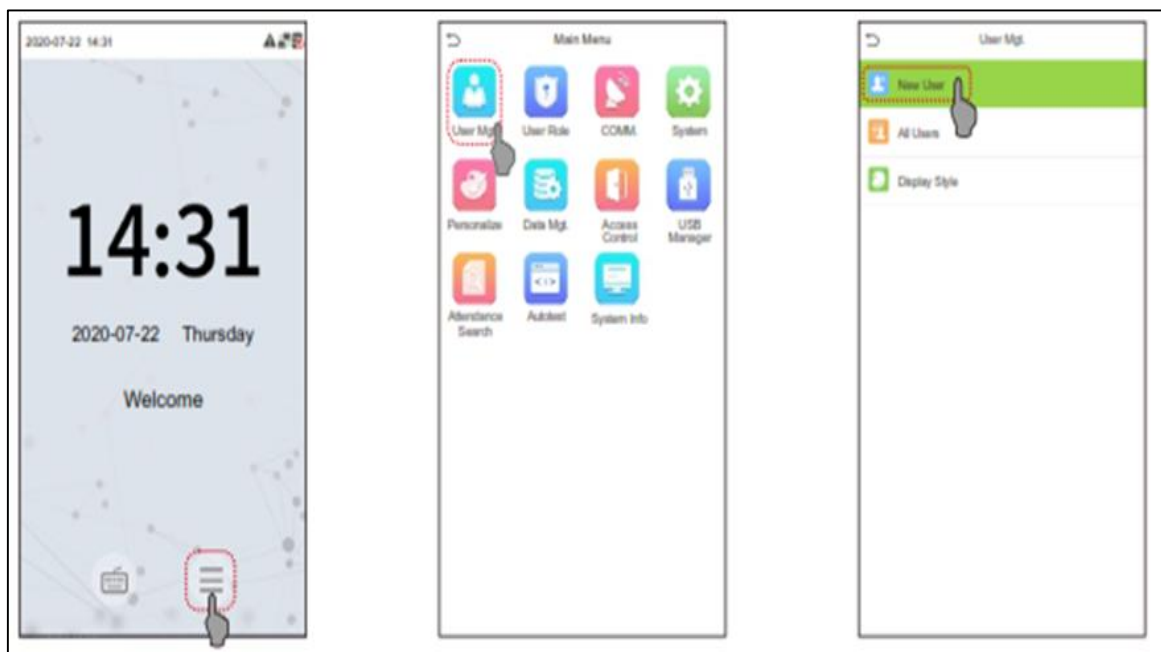 2020-07-22 14:31
14:31
2020-07-22 Thursday
Welcome
Main Menu
User Mgt.
User Role
COMM.
System
Personalize
Data Mgt.
Access
Control
USB
Manager
Attendance
Search
Autotest
System Info
User Mgt.
New User
All Users
Display Style